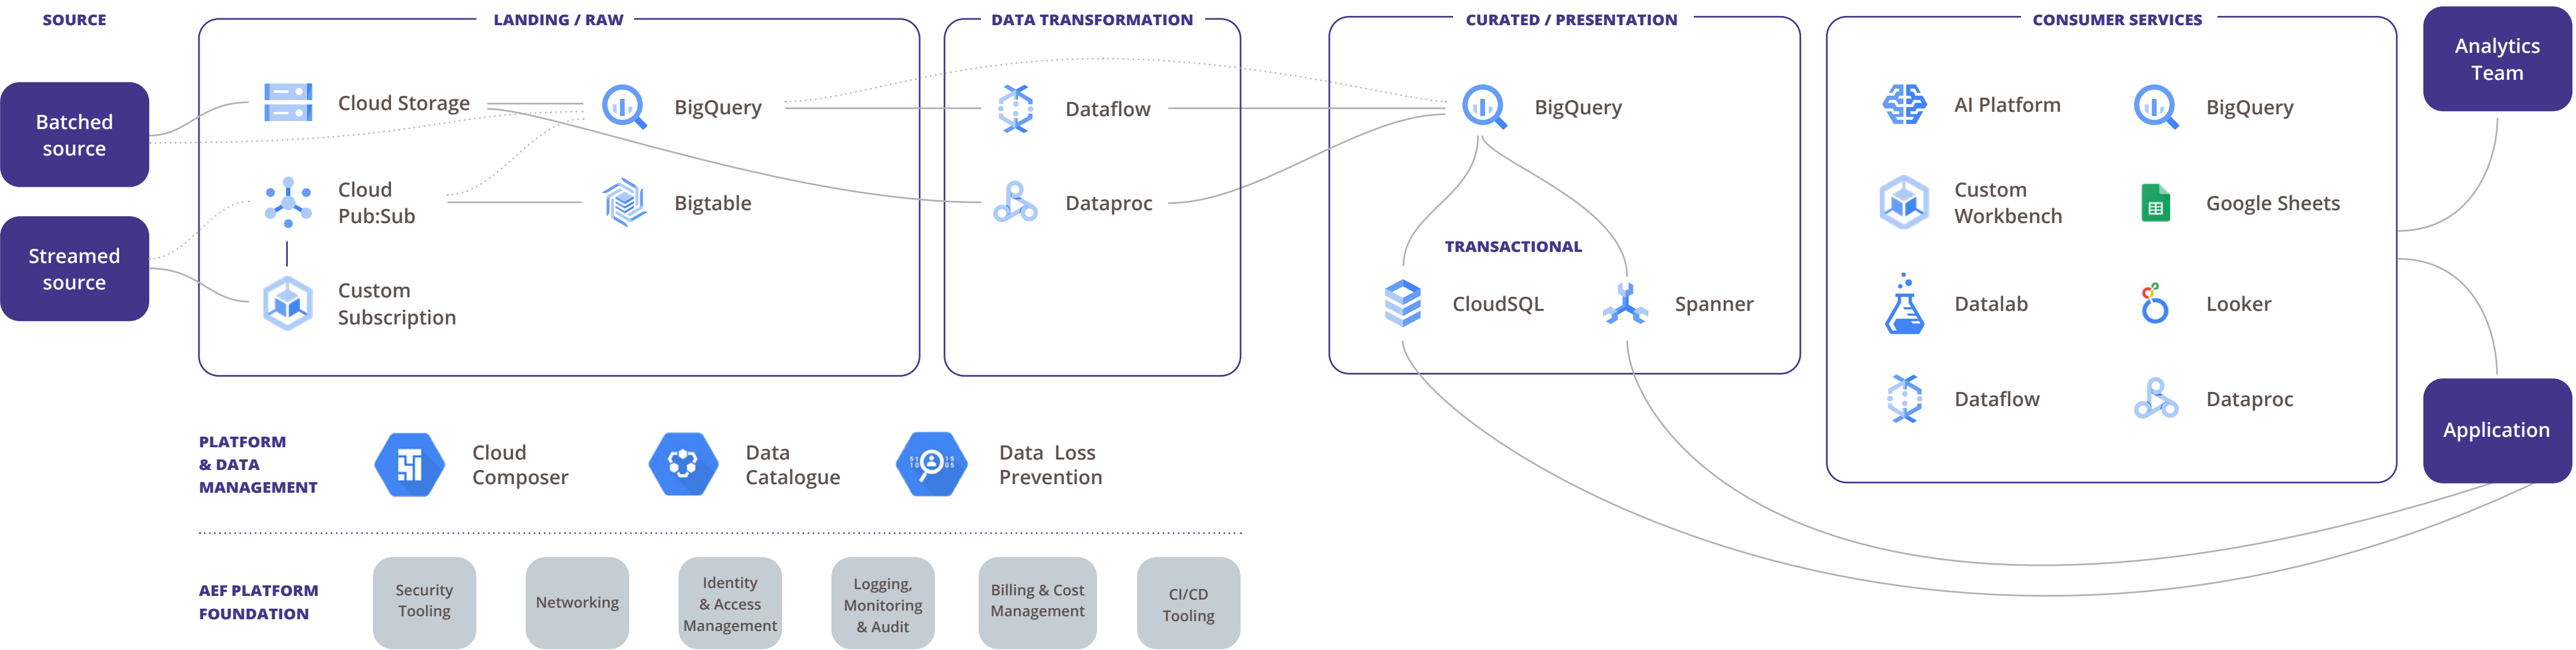 SOURCE
Batched
source
Streamed
source
LANDING / RAW
Cloud Storage
BigQuery
Cloud
Pub:Sub
Bigtable
Custom
Subscription
DATA TRANSFORMATION
Dataflow
Dataproc
CURATED / PRESENTATION
BigQuery
TRANSACTIONAL
CloudSQL
Spanner
CONSUMER SERVICES
AI Platform
BigQuery
Custom
Workbench
Google Sheets
Datalab
Looker
Dataflow
Dataproc
Analytics
Team
Application
PLATFORM
& DATA
MANAGEMENT
Cloud
Composer
Data
Catalogue
Data Loss
Prevention
AEF PLATFORM
FOUNDATION
Security
Tooling
Networking
Identity
& Access
Management
Logging,
Monitoring
& Audit
Billing & Cost
Management
CI/CD
Tooling